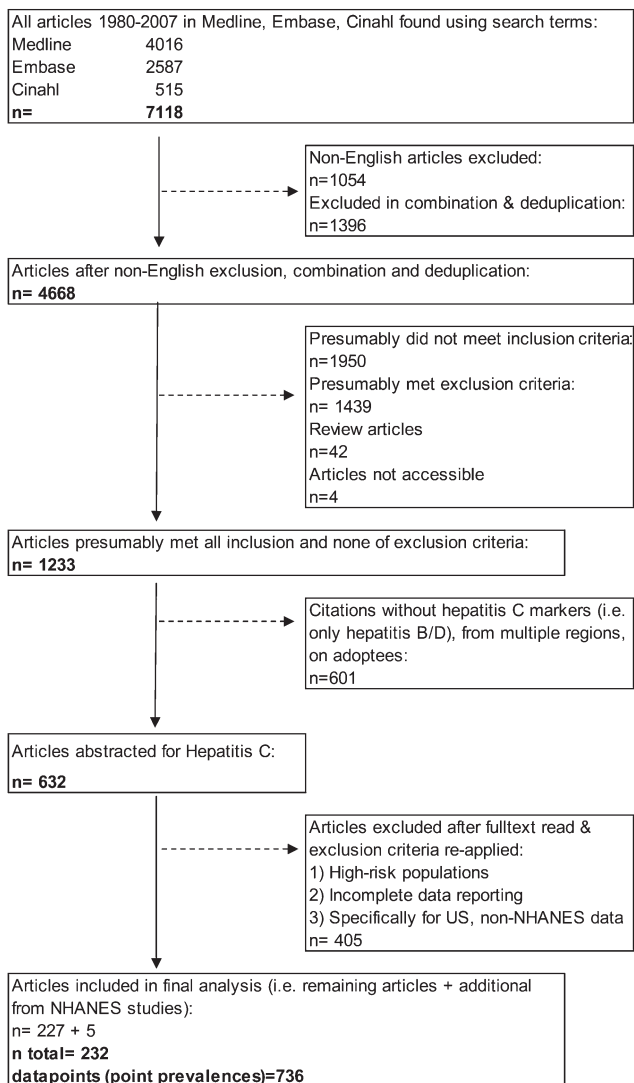 All articles 1980-2007 in Medline, Embase, Cinahl found using search terms:
Medline 4016
Embase 2587
Cinahl 515
n= 7118
Non-English articles excluded:
n=1054
Excluded in combination & deduplication:
n=1396
Articles after non-English exclusion, combination and deduplication:
n= 4668
Presumably did not meet inclusion criteria:
n=1950
Presumably met exclusion criteria:
n= 1439
Review articles
n=42
Articles not accessible
n=4
Articles presumably met all inclusion and none of exclusion criteria:
n= 1233
Citations without hepatitis C markers (i.e.
only hepatitis B/D), from multiple regions,
on adoptees:
n=601
Articles abstracted for Hepatitis C:
n= 632
Articles excluded after fulltext read &
exclusion criteria re-applied:
1) High-risk populations
2) Incomplete data reporting
3) Specifically for US, non-NHANES data
n= 405
Articles included in final analysis (i.e. remaining articles + additional
from NHANES studies):
n= 227 + 5
n total= 232
datapoints (point prevalences)=736